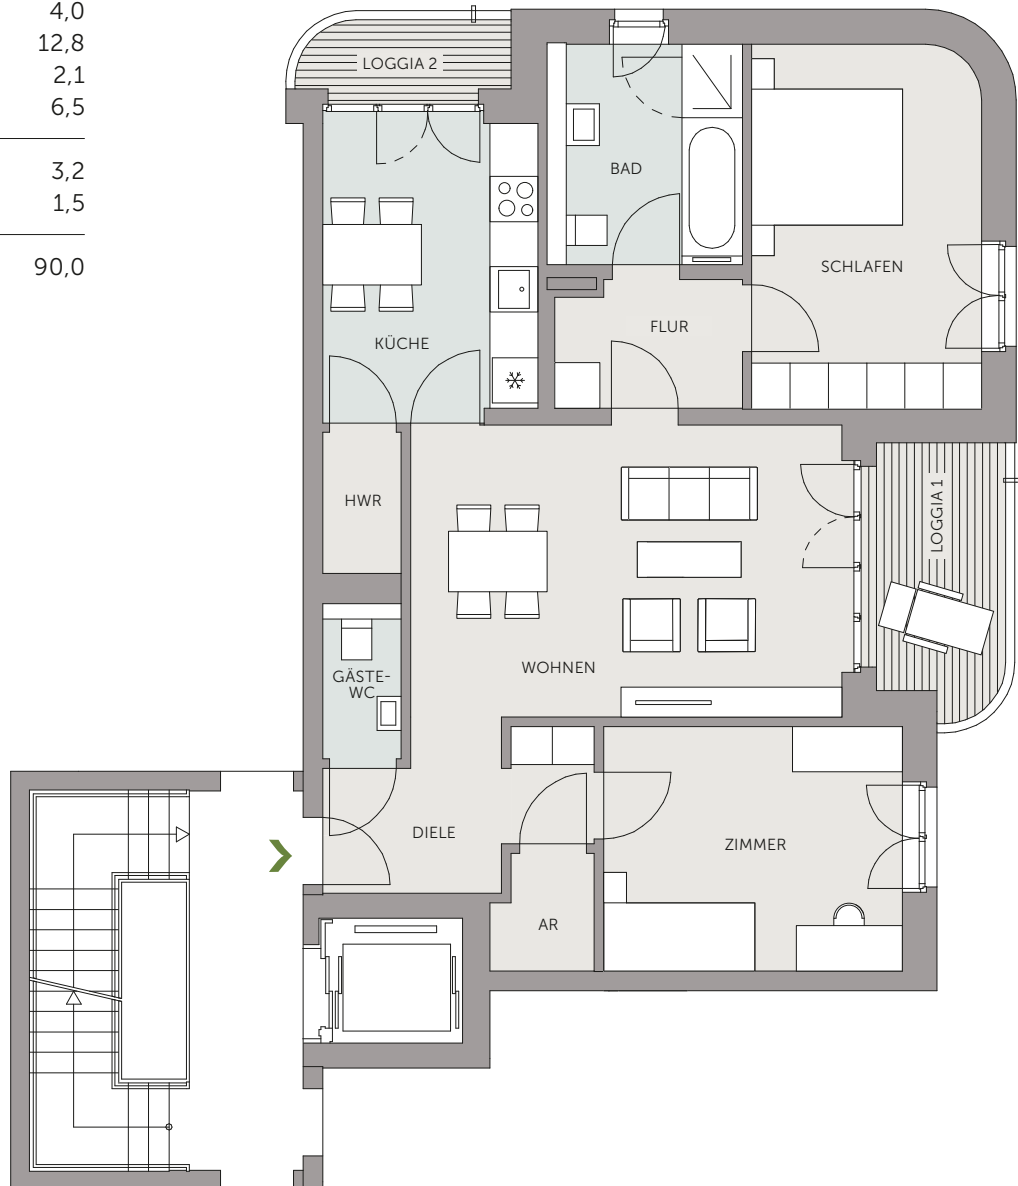 4,0
12,8
2,1
6,5
3,2
1,5
90,0
LOGGIA 2
BAD
SCHLAFEN
FLUR
KÜCHE
HWR
LOGGIA 1
WOHNEN
GÄSTE-
WC
DIELE
ZIMMER
AR